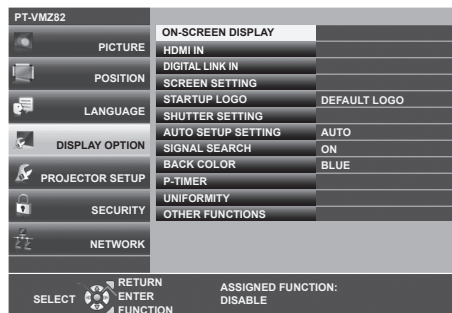 PT-VMZ82
PICTURE
POSITION
LANGUAGE
DISPLAY OPTION
PROJECTOR SETUP
SECURITY
NETWORK
ON-SCREEN DISPLAY
HDMI IN
DIGITAL LINK IN
SCREEN SETTING
STARTUP LOGO DEFAULT LOGO
SHUTTER SETTING
AUTO SETUP SETTING AUTO
SIGNAL SEARCH ON
BACK COLOR BLUE
P-TIMER
UNIFORMITY
OTHER FUNCTIONS
SELECT
RETURN
ENTER
FUNCTION
ASSIGNED FUNCTION:
DISABLE